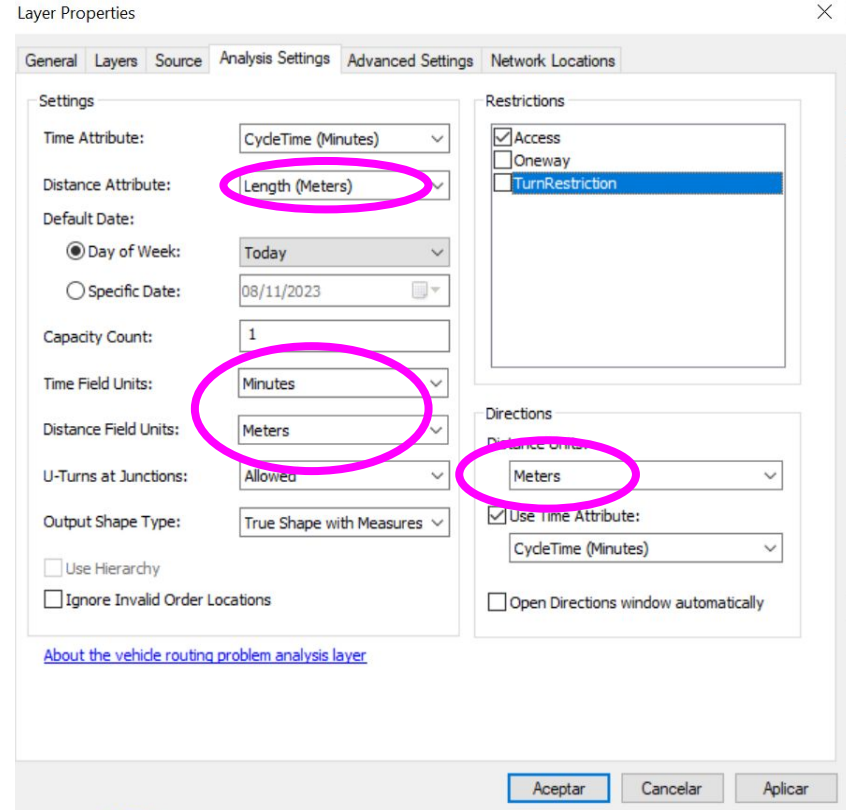 Layer Properties
General Layers Source Analysis Settings Advanced Settings Network Locations
Settings
Time Attribute: CycleTime (Minutes)
Distance Attribute: Length (Meters)
Default Date:
Day of Week: Today
Specific Date: 08/11/2023
Capacity Count: 1
Time Field Units: Minutes
Distance Field Units: Meters
U-Turns at Junctions: Allowed
Output Shape Type: True Shape with Measures
Use Hierarchy
Ignore Invalid Order Locations
About the vehicle routing problem analysis layer
Restrictions
Access
Oneway
TurnRestriction
Directions
Distance Units:
Meters
Use Time Attribute:
CycleTime (Minutes)
Open Directions window automatically
Aceptar Cancelar Aplicar